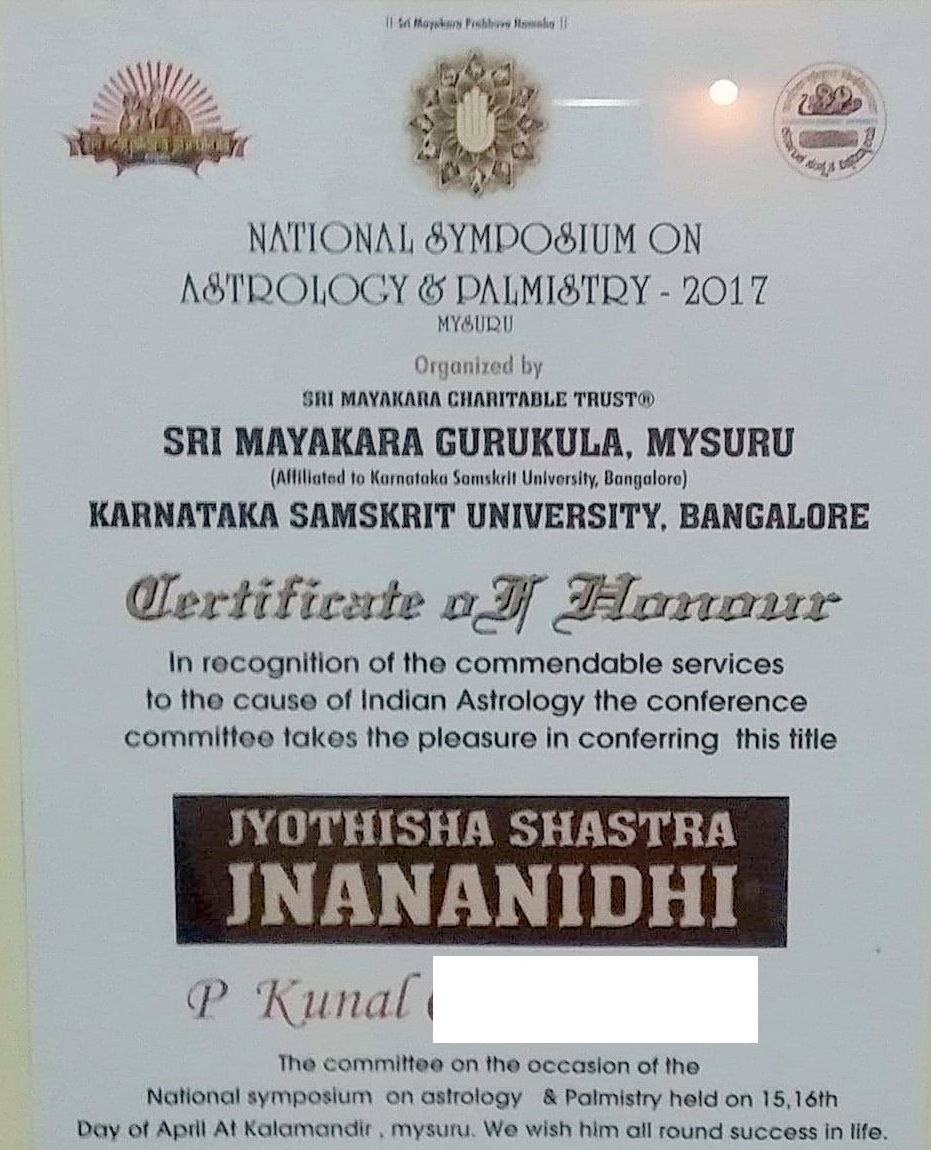 || Sri Mayakara Prabhuve Namaha ||
NATIONAL SYMPOSIUM ON
ASTROLOGY & PALMISTRY - 2017
MYSURU
Organized by
SRI MAYAKARA CHARITABLE TRUST®
SRI MAYAKARA GURUKULA, MYSURU
(Affiliated to Karnataka Samskrit University, Bangalore)
KARNATAKA SAMSKRIT UNIVERSITY, BANGALORE
Certificate of Honour
In recognition of the commendable services
to the cause of Indian Astrology the conference
committee takes the pleasure in conferring this title
JYOTHISHA SHASTRA
JNANANIDHI
P Kunal
The committee on the occasion of the
National symposium on astrology & Palmistry held on 15,16th
Day of April At Kalamandir , mysuru. We wish him all round success in life.